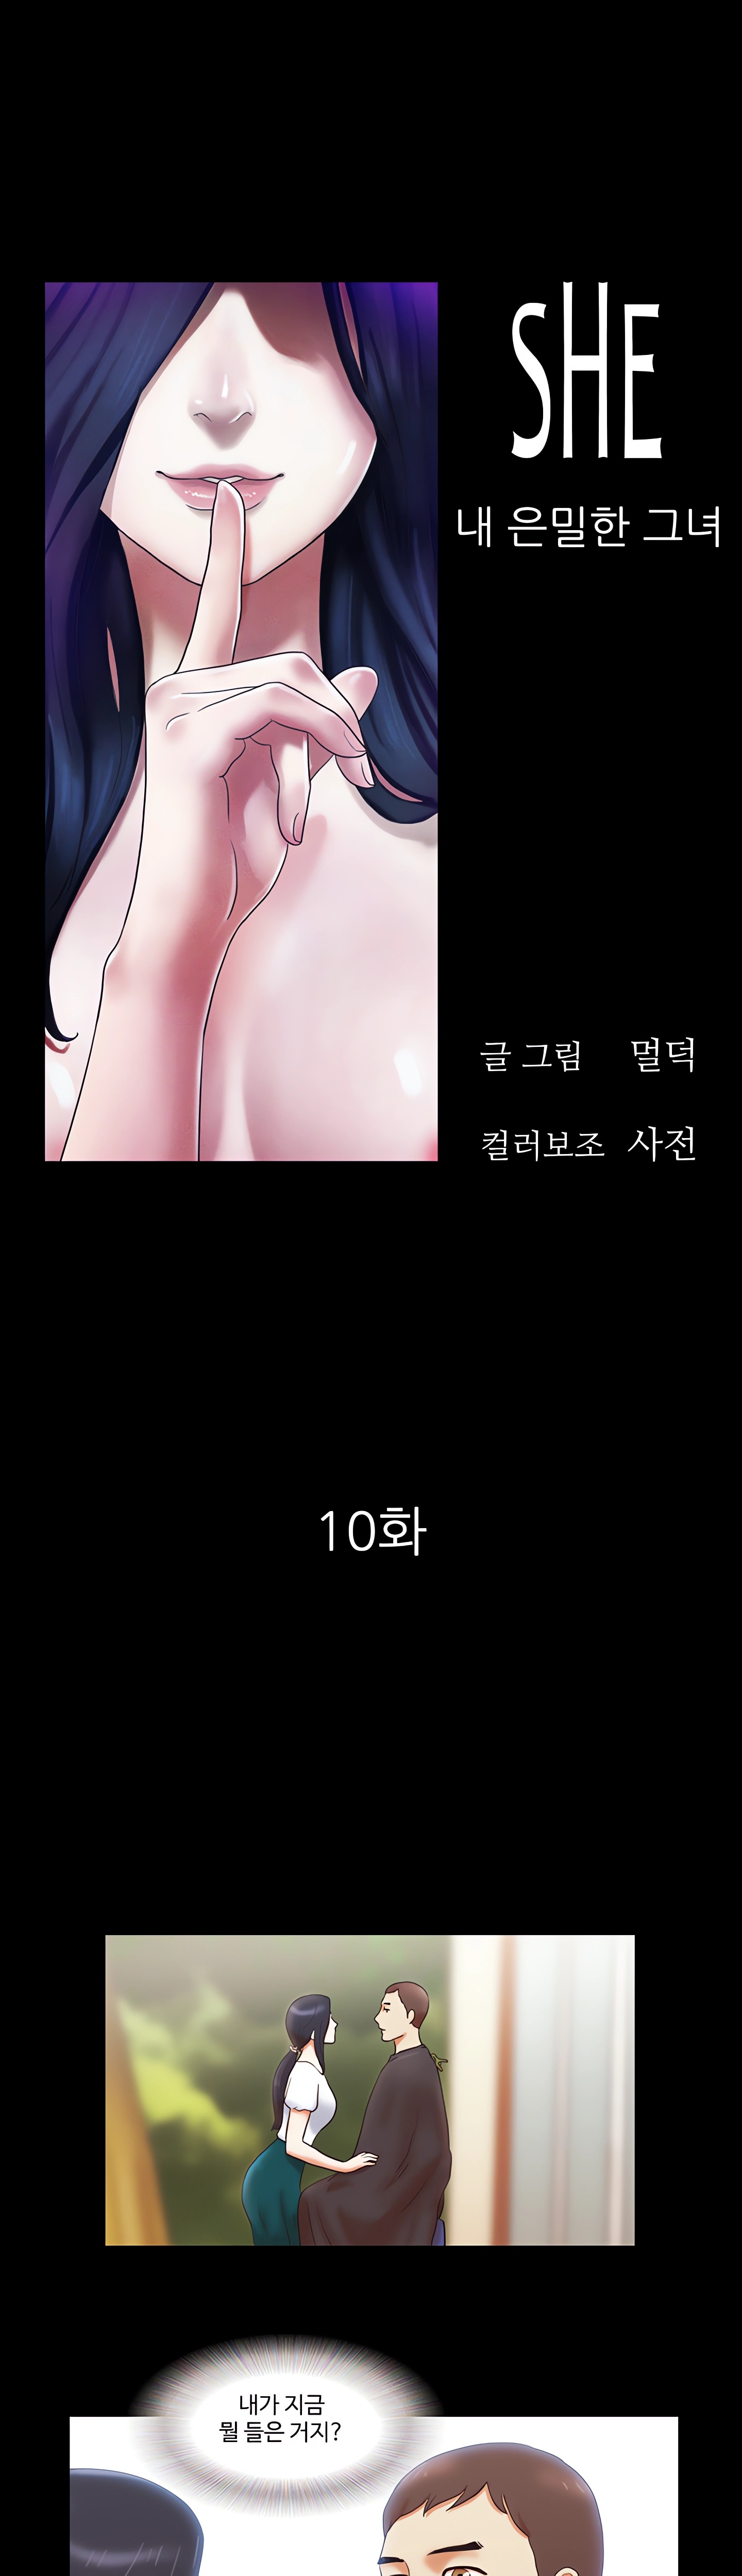 SHE
내 은밀한 그녀
글 그림 멀덕
컬러보조 사전
10화
내가 지금
뭘 들은 거지?